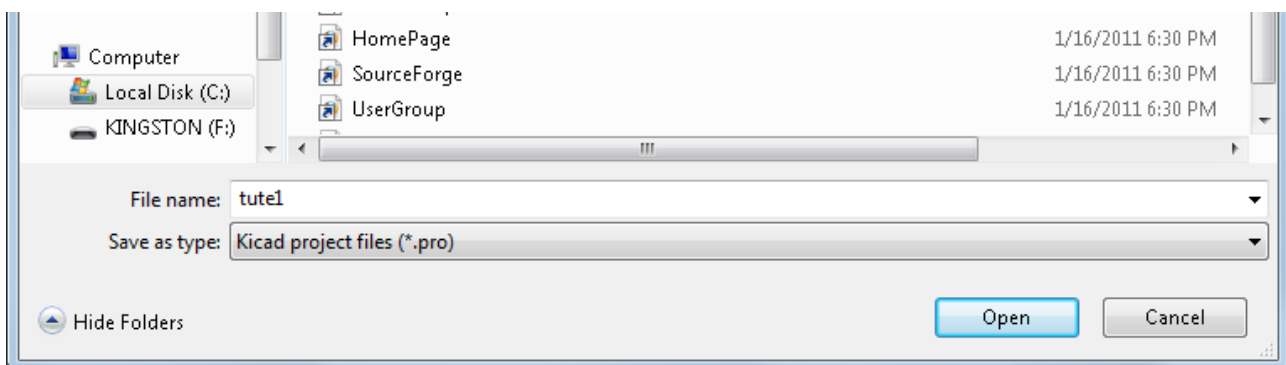 HomePage 1/16/2011 6:30 PM
Computer
SourceForge 1/16/2011 6:30 PM
Local Disk (C:)
UserGroup 1/16/2011 6:30 PM
KINGSTON (F:)
File name: tute1
Save as type: Kicad project files (*.pro)
Hide Folders Open Cancel